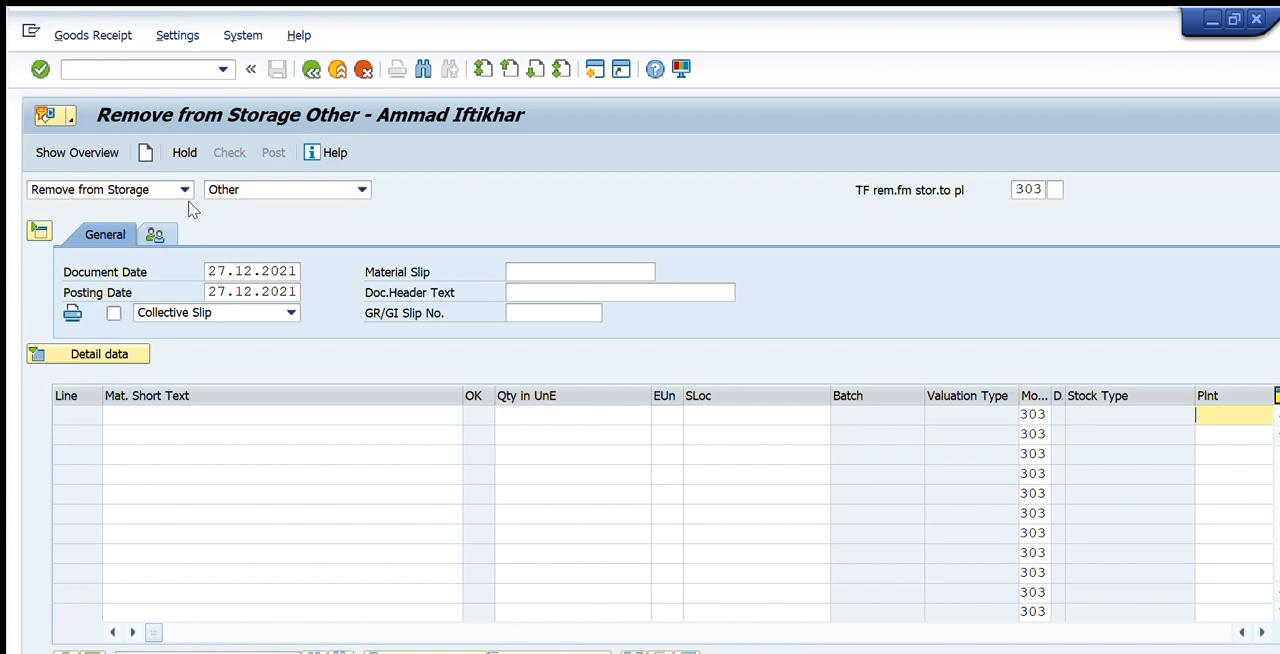 Goods Receipt Settings System Help
Remove from Storage Other - Ammad Iftikhar
Show Overview Hold Check Post Help
Remove from Storage Other TF rem.fm stor.to pl 303
General
Document Date 27.12.2021 Material Slip
Posting Date 27.12.2021 Doc.Header Text
Collective Slip GR/GI Slip No.
Detail data
Line Mat. Short Text OK Qty in UnE EUn SLoc Batch Valuation Type Mo... D Stock Type Plnt
303
303
303
303
303
303
303
303
303
303
303